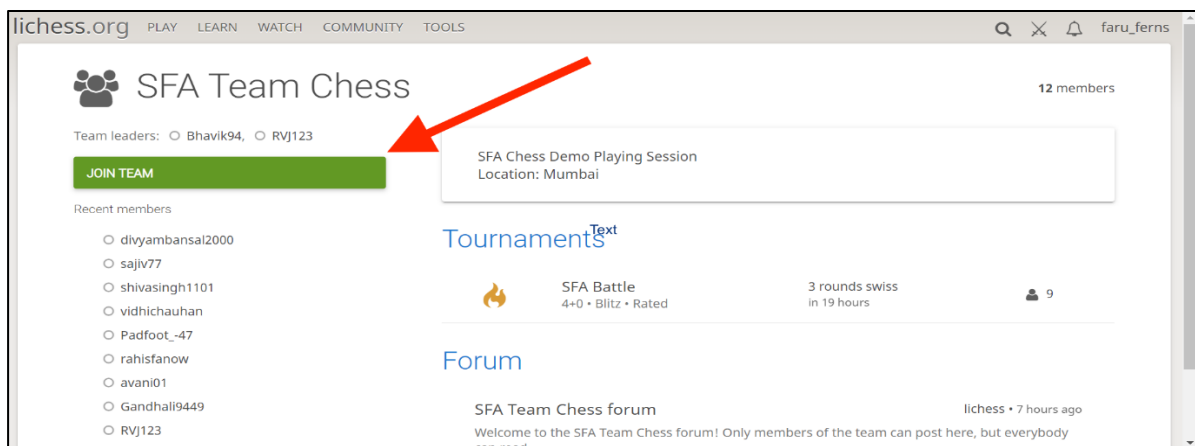 lichess.org PLAY LEARN WATCH COMMUNITY TOOLS faru_ferns
SFA Team Chess
12 members
Team leaders: Bhavik94, RVJ123
JOIN TEAM
SFA Chess Demo Playing Session
Location: Mumbai
Recent members
divyambansal2000
sajiv77
shivasingh1101
vidhichauhan
Padfoot_-47
rahisfanow
avani01
Gandhali9449
RVJ123
Tournaments
Text
SFA Battle
4+0 • Blitz • Rated
3 rounds swiss
in 19 hours
9
Forum
SFA Team Chess forum
lichess • 7 hours ago
Welcome to the SFA Team Chess forum! Only members of the team can post here, but everybody